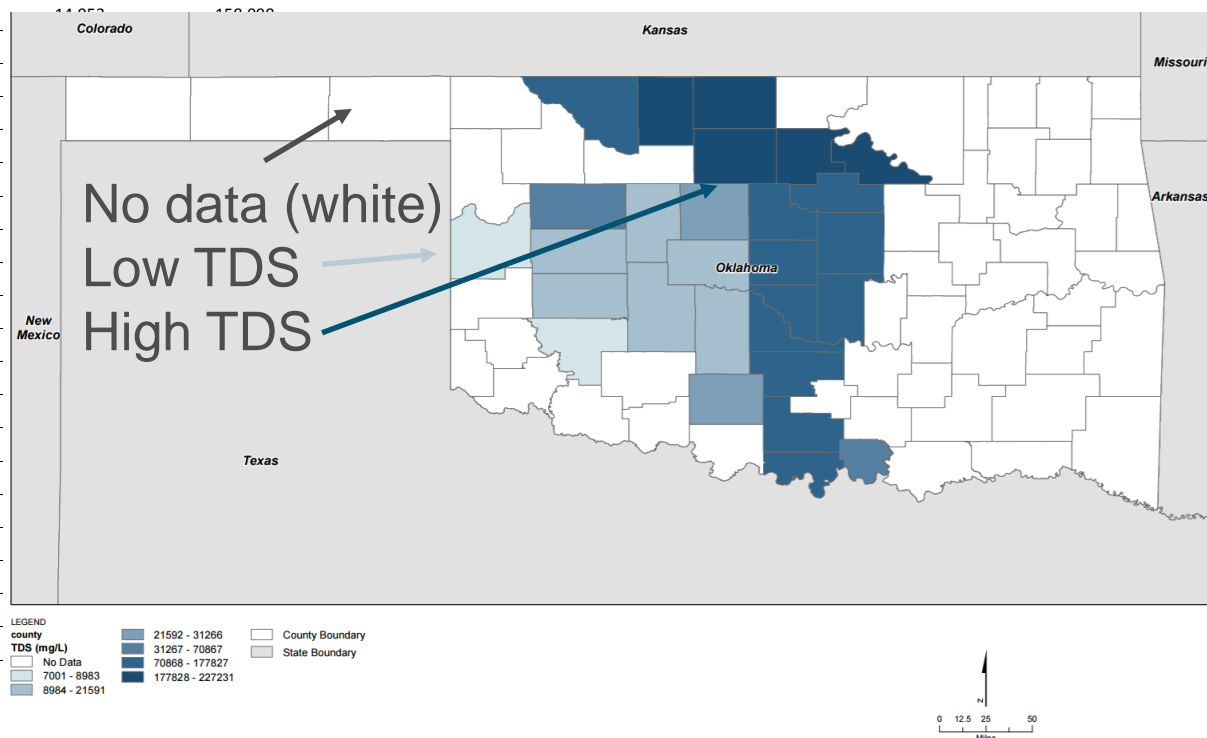 Colorado
Kansas
Missouri
No data (white)
Low TDS
High TDS
Arkansas
Oklahoma
New
Mexico
Texas
LEGEND
county
TDS (mg/L)
No Data
7001 - 8983
8984 - 21591
21592 - 31266
31267 - 70867
70868 - 177827
177828 - 227231
County Boundary
State Boundary
N
0 12.5 25 50